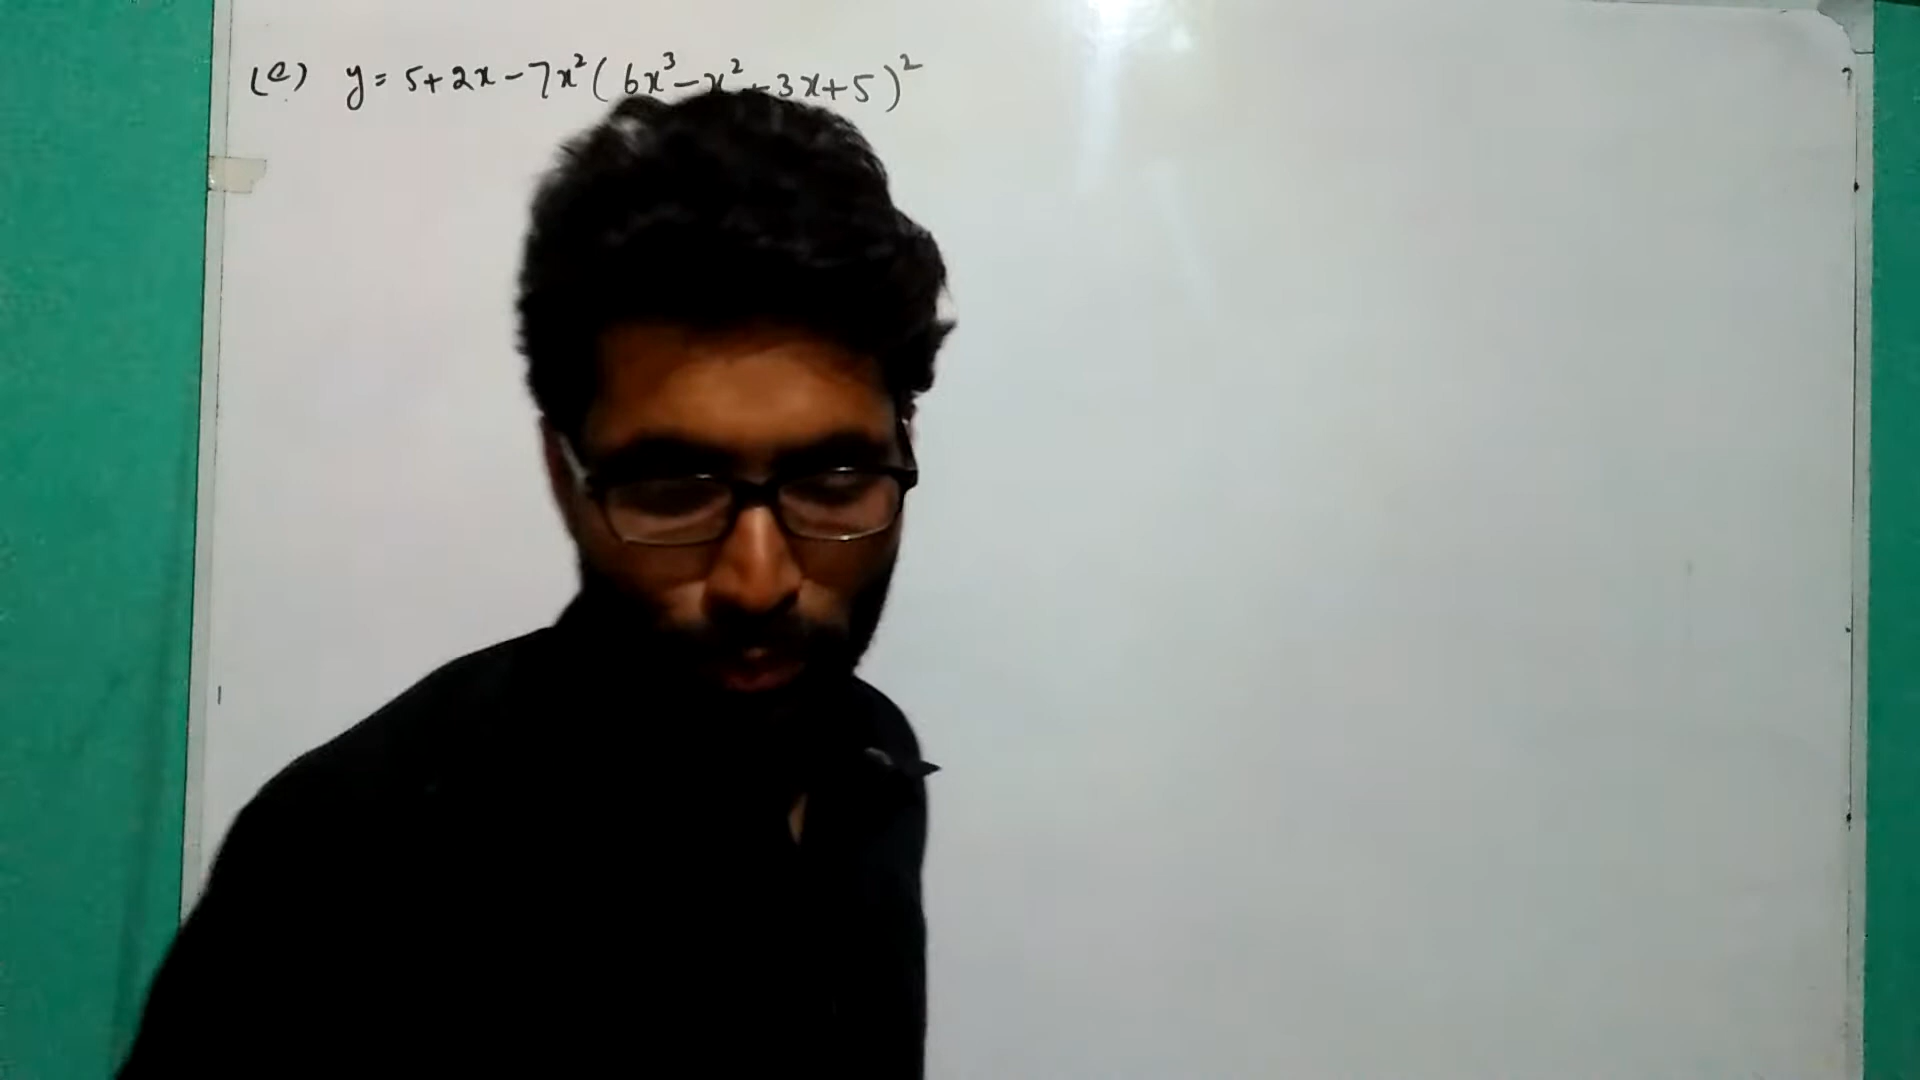 (e) y = 5+2x-7x²(6x³-x² 3x+5)²